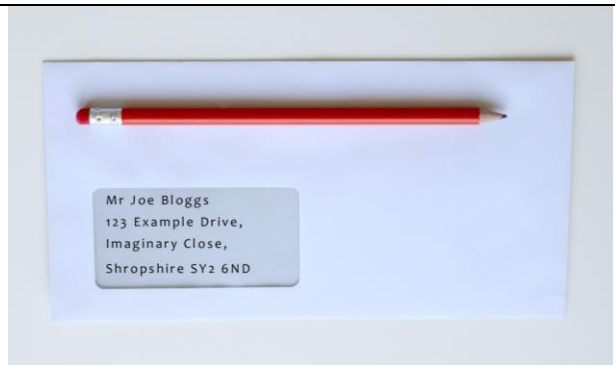 Mr Joe Bloggs
123 Example Drive,
Imaginary Close,
Shropshire SY2 6ND